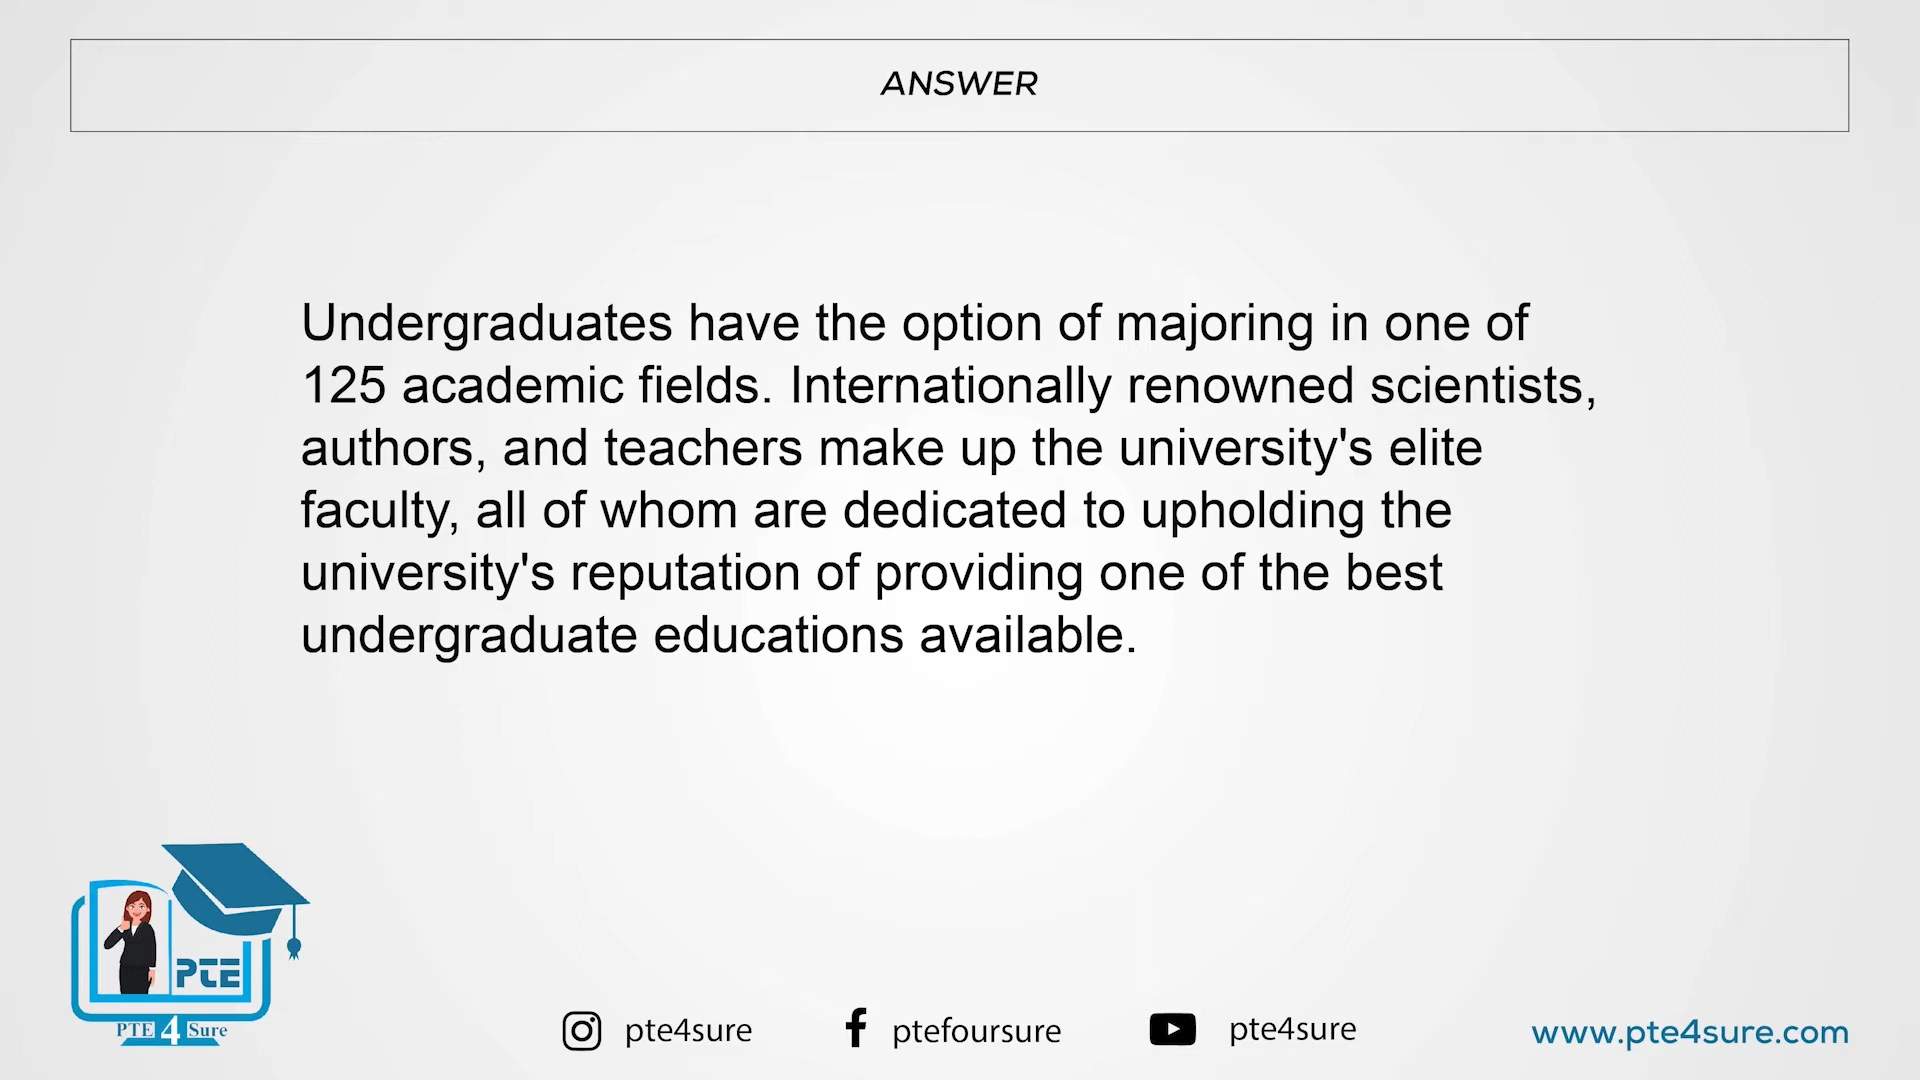 ANSWER
Undergraduates have the option of majoring in one of
125 academic fields. Internationally renowned scientists,
authors, and teachers make up the university's elite
faculty, all of whom are dedicated to upholding the
university's reputation of providing one of the best
undergraduate educations available.
PTE
PTE 4 Sure
pte4sure
ptefoursure
pte4sure
www.pte4sure.com